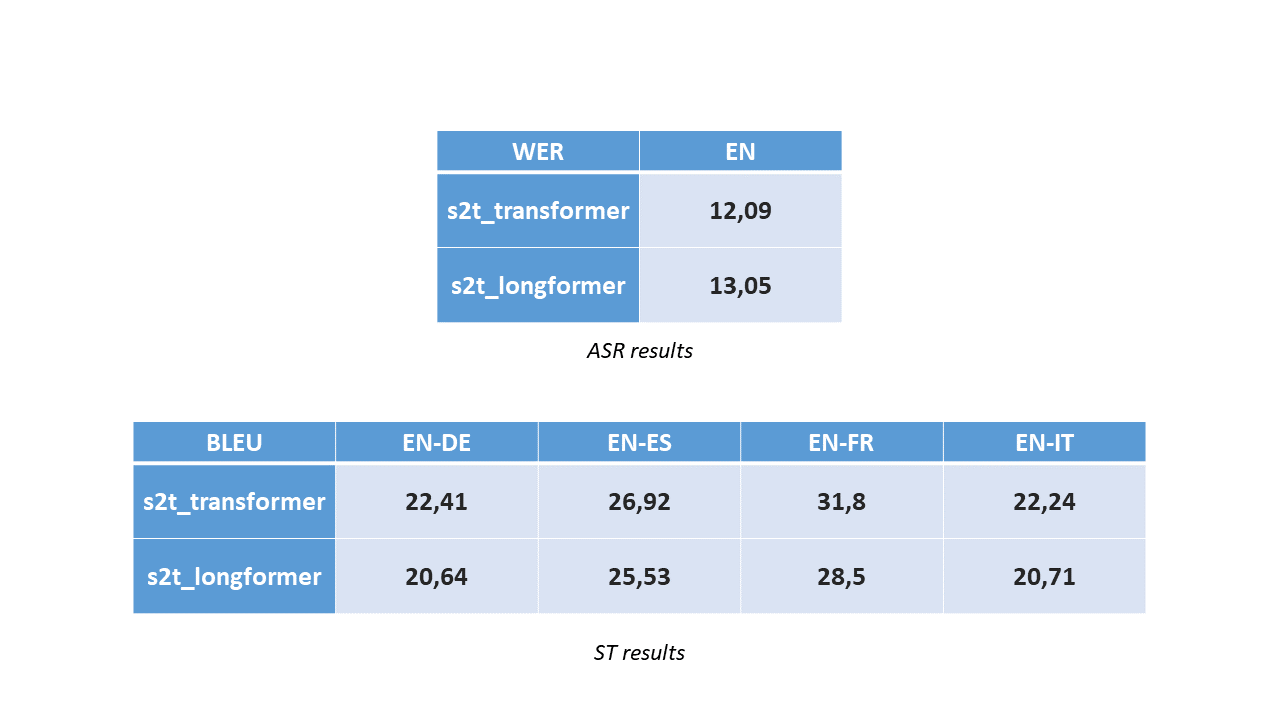 WER EN
s2t_transformer 12,09
s2t_longformer 13,05
ASR results
BLEU EN-DE EN-ES EN-FR EN-IT
s2t_transformer 22,41 26,92 31,8 22,24
s2t_longformer 20,64 25,53 28,5 20,71
ST results